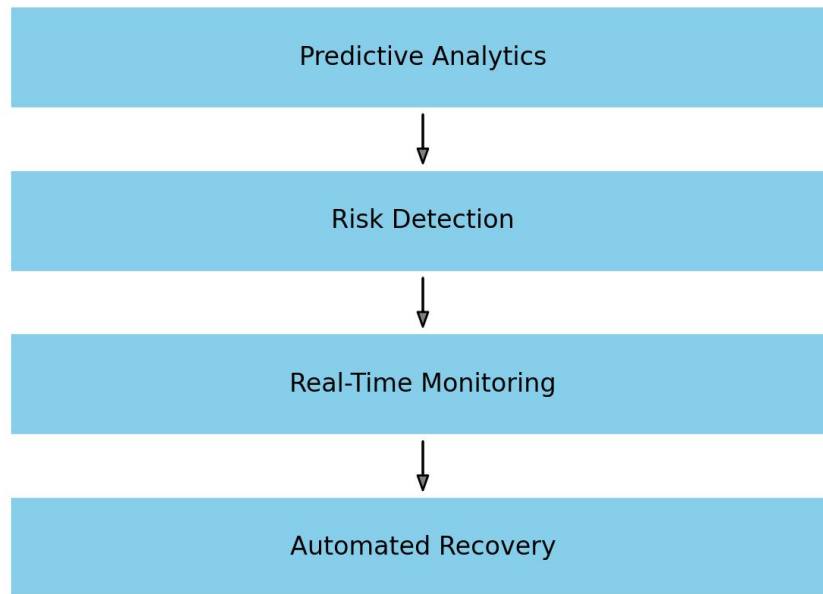 Predictive Analytics
Risk Detection
Real-Time Monitoring
Automated Recovery